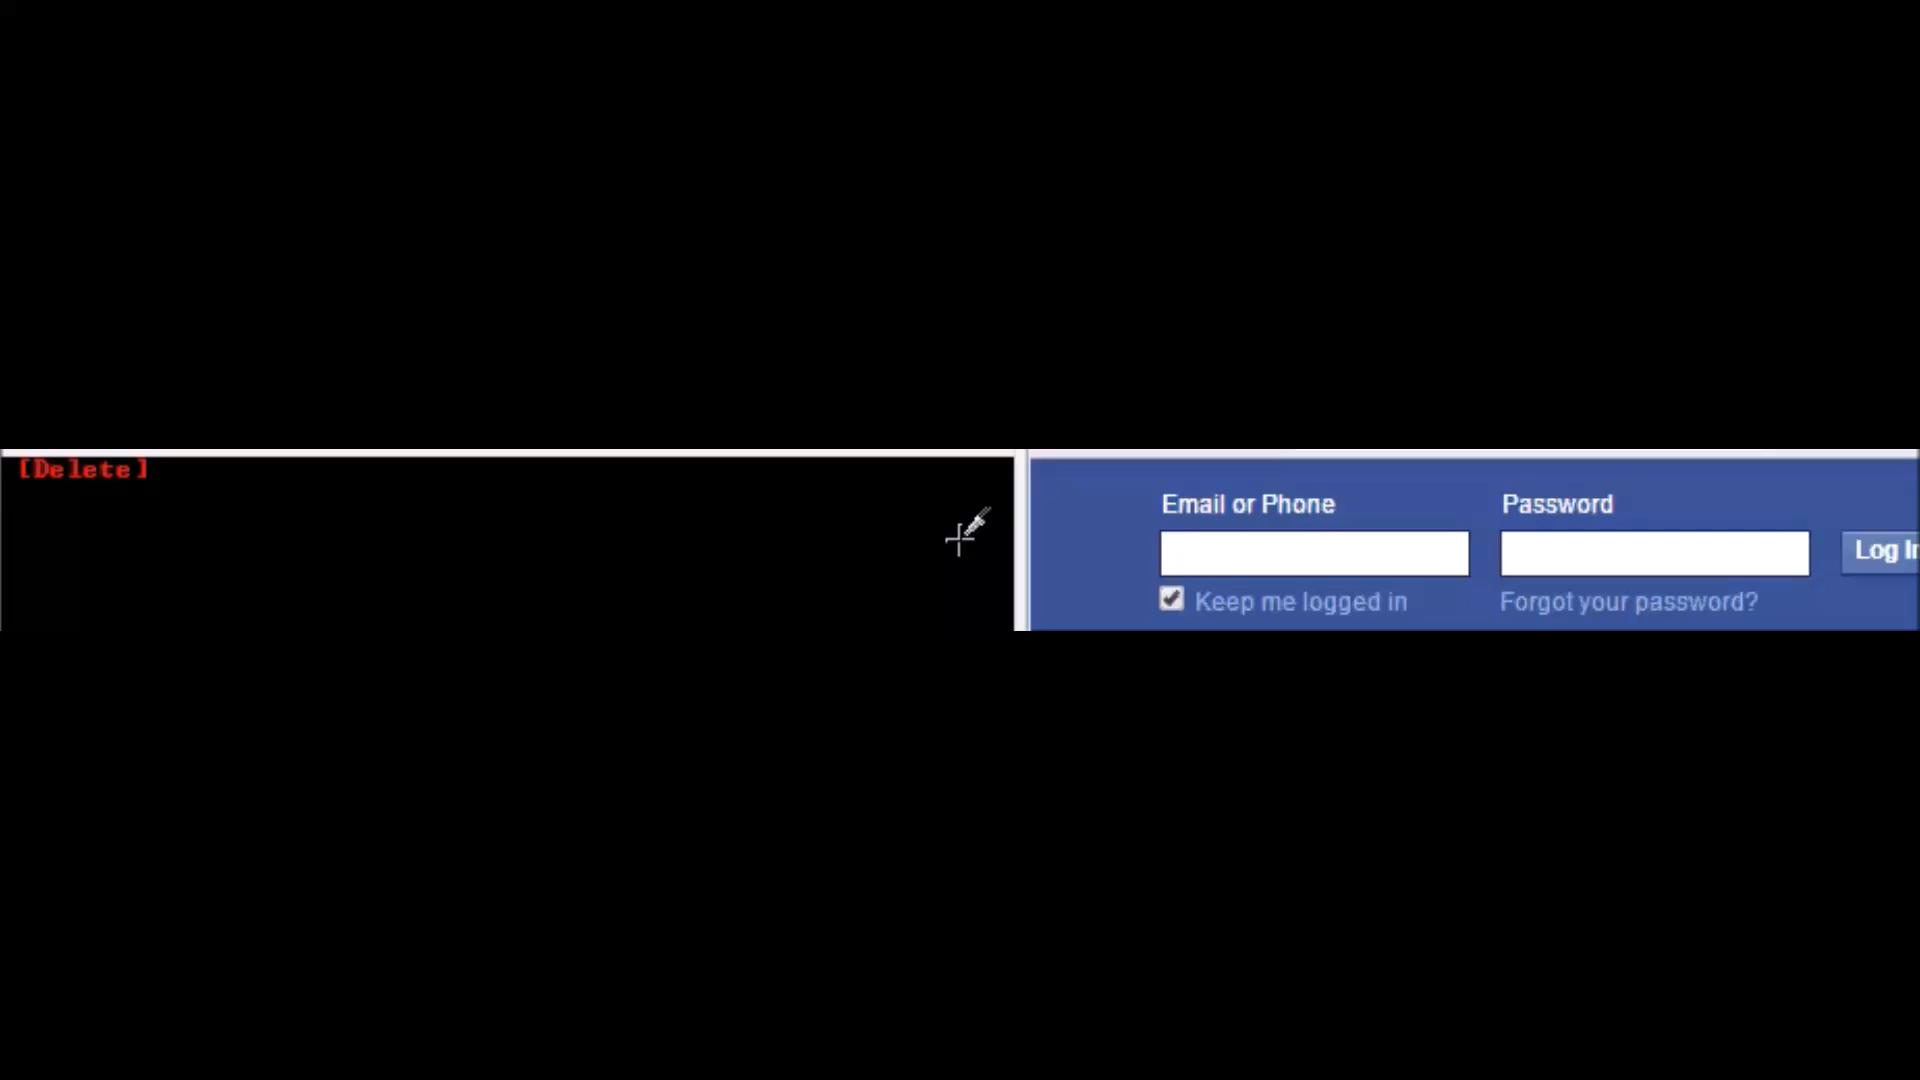 [Delete]
Email or Phone
Password
Log In
Keep me logged in
Forgot your password?